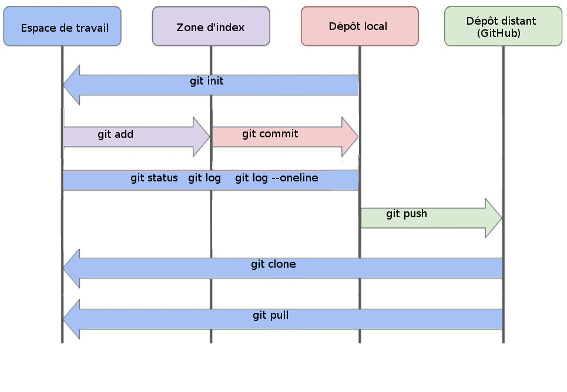 Espace de travail
Zone d'index
Dépôt local
Dépôt distant
(GitHub)
git init
git add
git commit
git status git log git log --oneline
git push
git clone
git pull